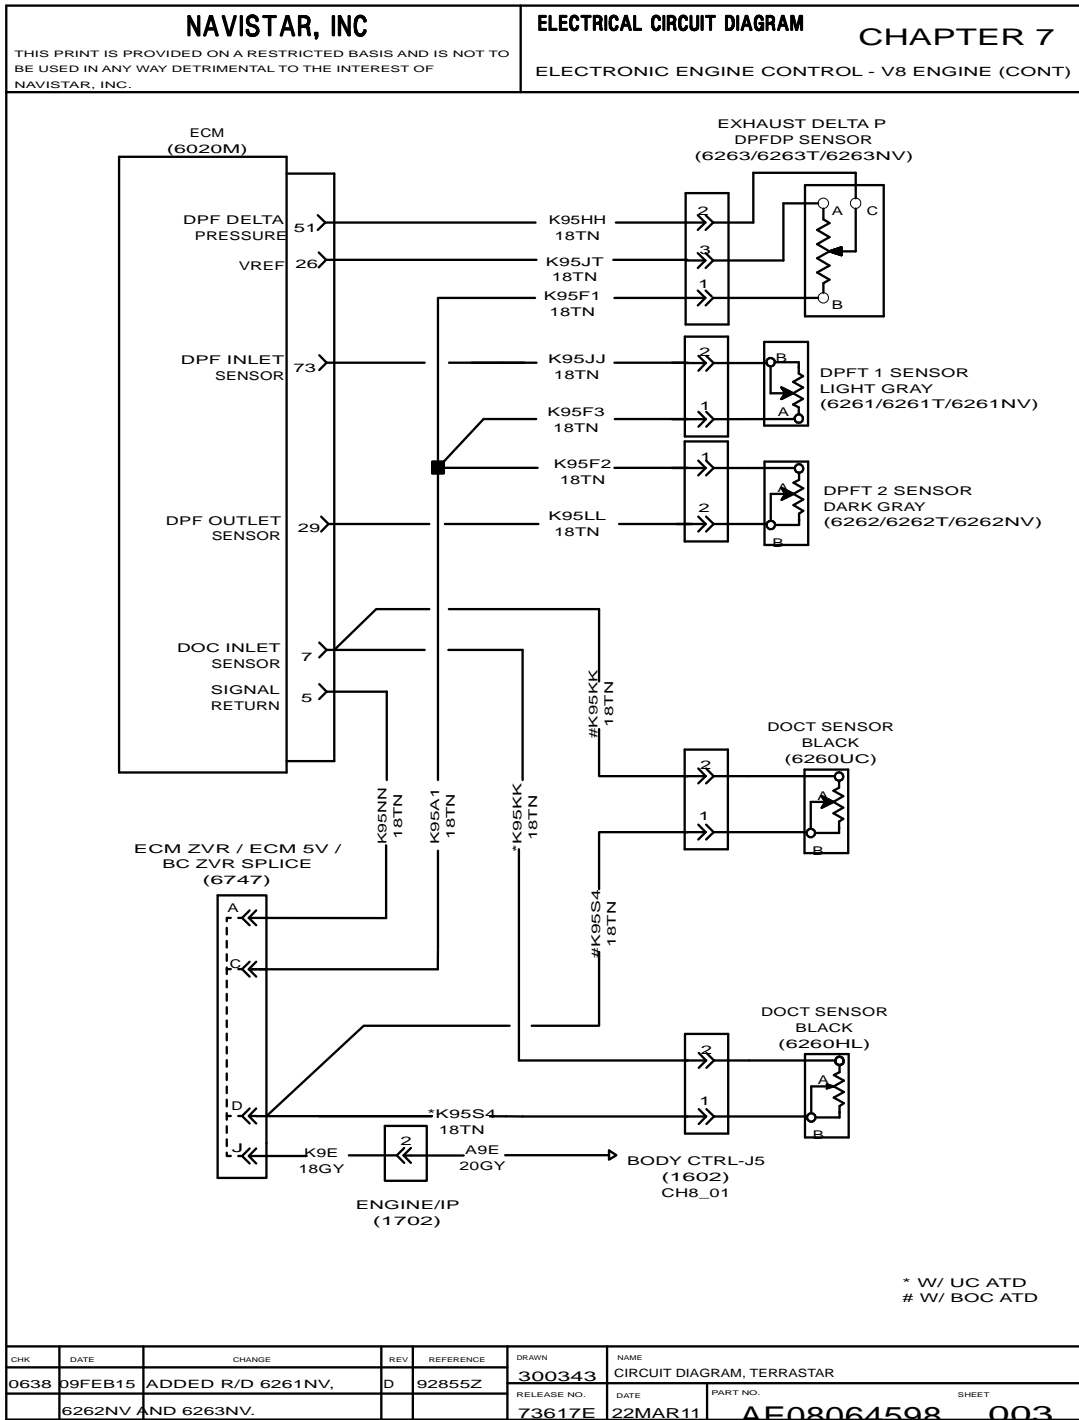 NAVISTAR, INC
THIS PRINT IS PROVIDED ON A RESTRICTED BASIS AND IS NOT TO
BE USED IN ANY WAY DETRIMENTAL TO THE INTEREST OF
NAVISTAR, INC.
ELECTRICAL CIRCUIT DIAGRAM
CHAPTER 7
ELECTRONIC ENGINE CONTROL - V8 ENGINE (CONT)
ECM
(6020M)
EXHAUST DELTA P
DPFDP SENSOR
(6263/6263T/6263NV)
DPF DELTA
PRESSURE
51
K95HH
18TN
2
A
C
VREF
26
K95JT
18TN
3
K95F1
18TN
1
B
DPF INLET
SENSOR
73
K95JJ
18TN
2
B
DPFT 1 SENSOR
LIGHT GRAY
(6261/6261T/6261NV)
K95F3
18TN
1
A
K95F2
18TN
1
A
DPFT 2 SENSOR
DARK GRAY
(6262/6262T/6262NV)
DPF OUTLET
SENSOR
29
K95LL
18TN
2
B
DOC INLET
SENSOR
7
SIGNAL
RETURN
5
#K95KK
18TN
DOCT SENSOR
BLACK
(6260UC)
2
A
1
B
K95NN
18TN
K95A1
18TN
*K95KK
18TN
ECM ZVR / ECM 5V /
BC ZVR SPLICE
(6747)
A
C
D
J
#K95S4
18TN
DOCT SENSOR
BLACK
(6260HL)
2
A
1
B
*K95S4
18TN
K9E
18GY
2
A9E
20GY
ENGINE/IP
(1702)
BODY CTRL-J5
(1602)
CH8_01
* W/ UC ATD
# W/ BOC ATD
CHK DATE CHANGE REV REFERENCE
0638 09FEB15 ADDED R/D 6261NV, D 92855Z
6262NV AND 6263NV.
DRAWN
300343
NAME
CIRCUIT DIAGRAM, TERRASTAR
RELEASE NO.
73617E
DATE
22MAR11
PART NO.
AE08064598
SHEET
003